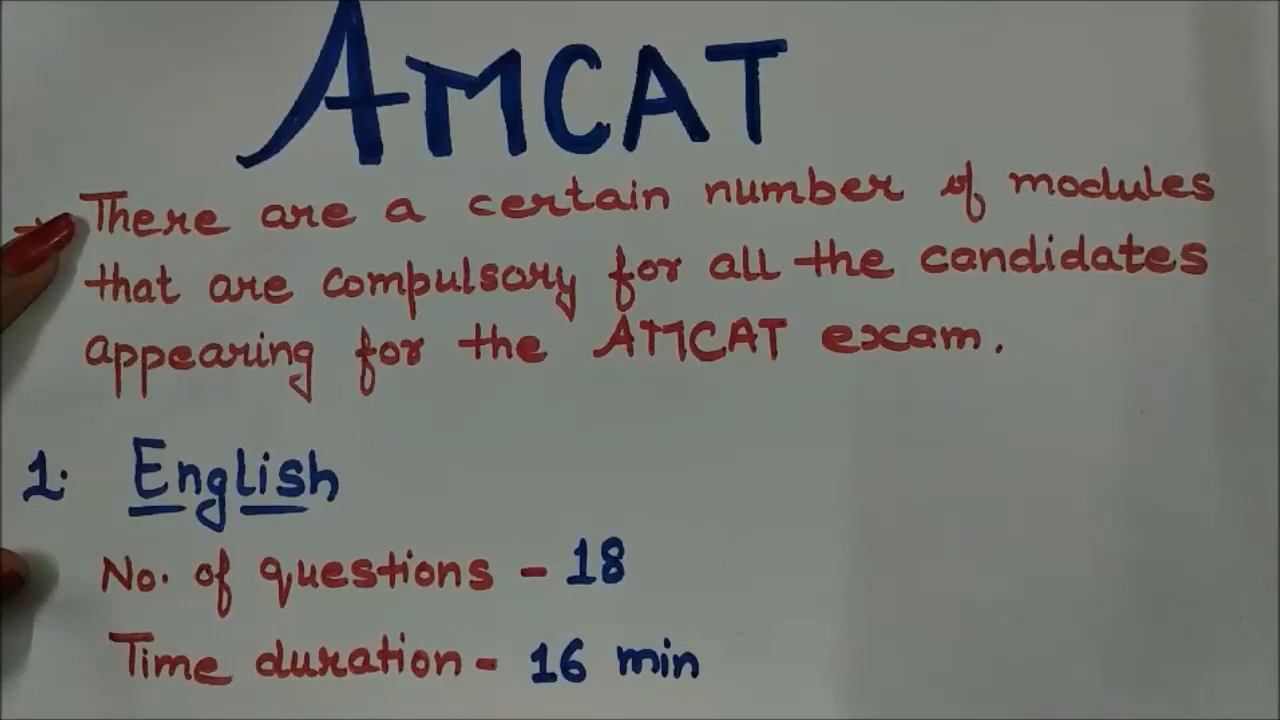 AMCAT
→ There are a certain number of modules
that are compulsory for all the candidates
appearing for the AMCAT exam.
1. English
No. of questions - 18
Time duration - 16 min